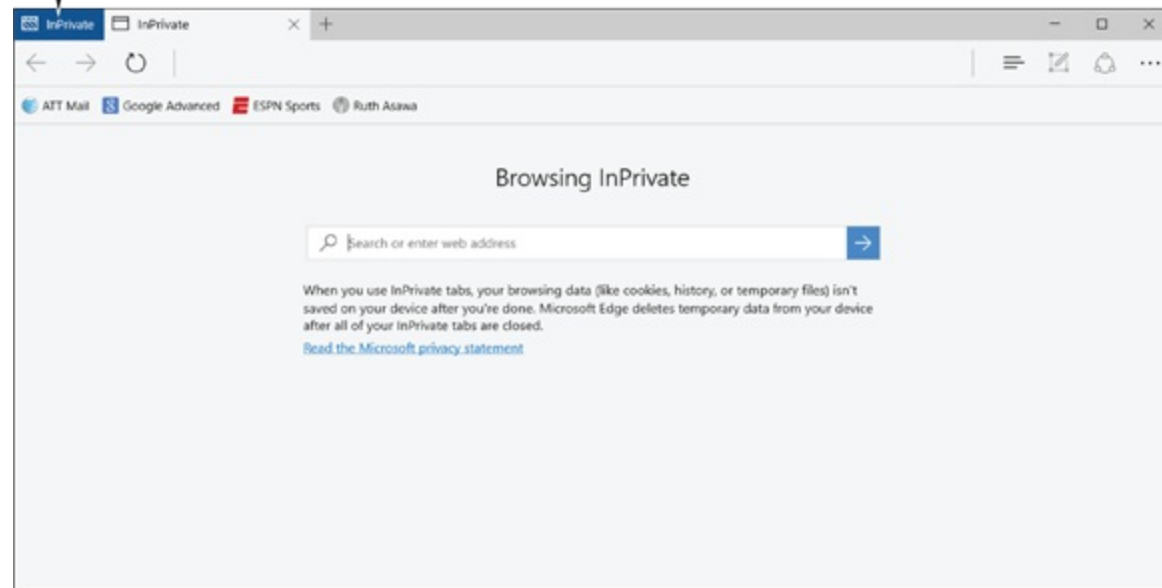 InPrivate InPrivate
ATT Mail Google Advanced ESPN Sports Ruth Asawa
Browsing InPrivate
Search or enter web address
When you use InPrivate tabs, your browsing data (like cookies, history, or temporary files) isn't
saved on your device after you're done. Microsoft Edge deletes temporary data from your device
after all of your InPrivate tabs are closed.
Read the Microsoft privacy statement